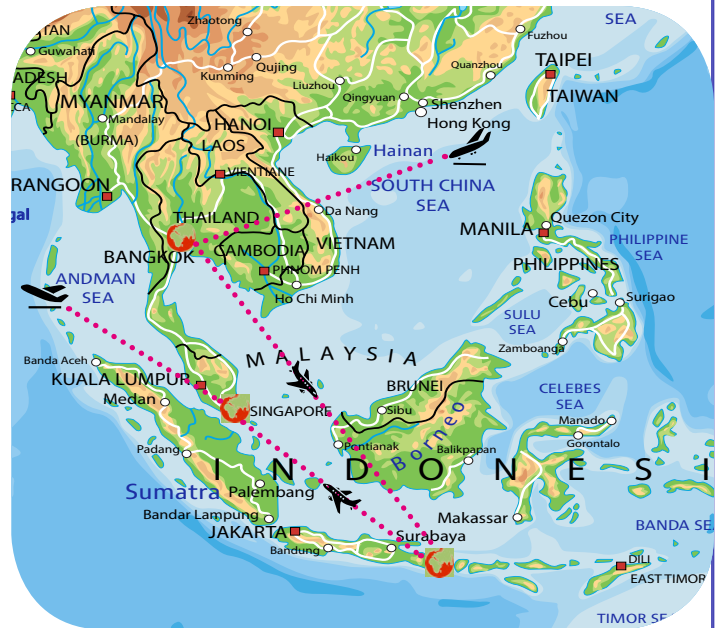 SEA
Zhaotong
Fuzhou
Guwahati
Qujing
Kunming
Quanzhou
TAIPEI
Liuzhou
Qingyuan
TAIWAN
MYANMAR
Shenzhen
Mandalay
HANOI
Hong Kong
(BURMA)
LAOS
Hainan
Haikou
VIENTIANE
RANGOON
SOUTH CHINA
SEA
Da Nang
THAILAND
Quezon City
MANILA
PHILIPPINE
SEA
BANGKOK
CAMBODIA
VIETNAM
PHNOM PENH
PHILIPPINES
ANDMAN
SEA
Ho Chi Minh
Cebu
Surigao
SULU
SEA
Zamboanga
Banda Aceh
MALAYSIA
KUALA LUMPUR
BRUNEI
CELEBES
SEA
Medan
SINGAPORE
Sibu
Manado
Borneo
Gorontalo
Padang
Pontianak
Balikpapan
INDONESI
Sumatra
Palembang
Bandar Lampung
Makassar
JAKARTA
Surabaya
BANDA SE
Bandung
DILI
EAST TIMOR
TIMOR SE